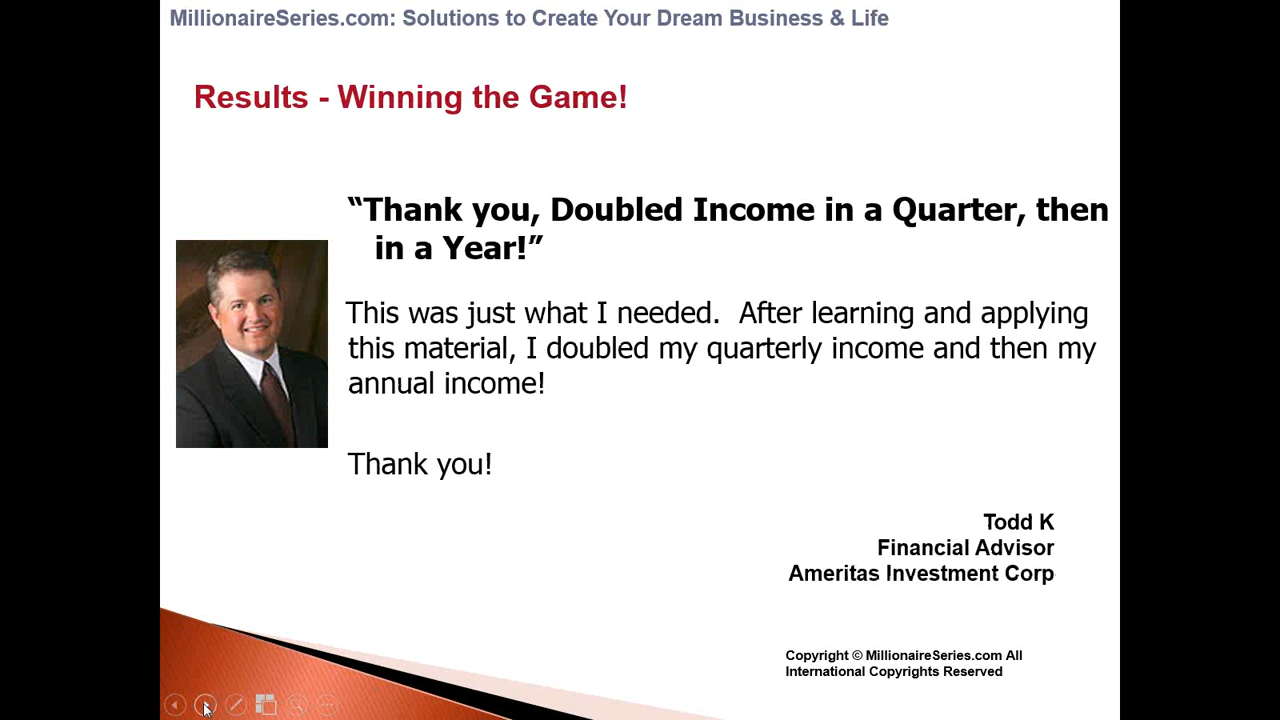 MillionaireSeries.com: Solutions to Create Your Dream Business & Life
Results - Winning the Game!
“Thank you, Doubled Income in a Quarter, then
in a Year!”
This was just what I needed.  After learning and applying
this material, I doubled my quarterly income and then my
annual income!
Thank you!
Todd K
Financial Advisor
Ameritas Investment Corp
Copyright © MillionaireSeries.com All
International Copyrights Reserved